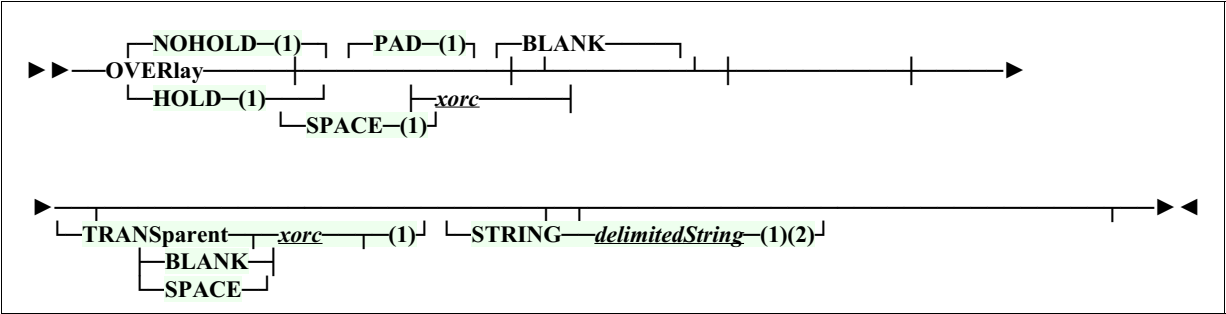 NOHOLD (1) PAD (1) BLANK
OVERlay
HOLD (1) xorc
SPACE (1)
TRANSparent xorc (1) STRING delimitedString (1)(2)
BLANK
SPACE